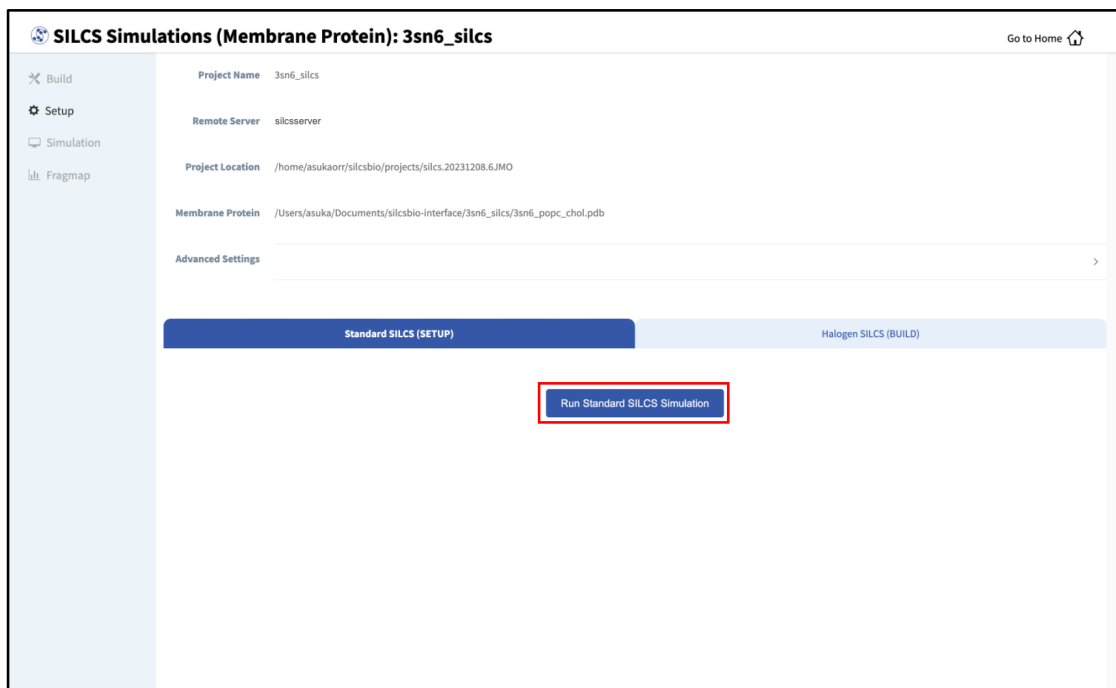 SILCS Simulations (Membrane Protein): 3sn6_silcs
Go to Home
Build
Setup
Simulation
Fragmap
Project Name 3sn6_silcs
Remote Server silcsserver
Project Location /home/asukaorr/silcsbio/projects/silcs.20231208.6JMO
Membrane Protein /Users/asuka/Documents/silcsbio-interface/3sn6_silcs/3sn6_popc_chol.pdb
Advanced Settings
Standard SILCS (SETUP) Halogen SILCS (BUILD)
Run Standard SILCS Simulation